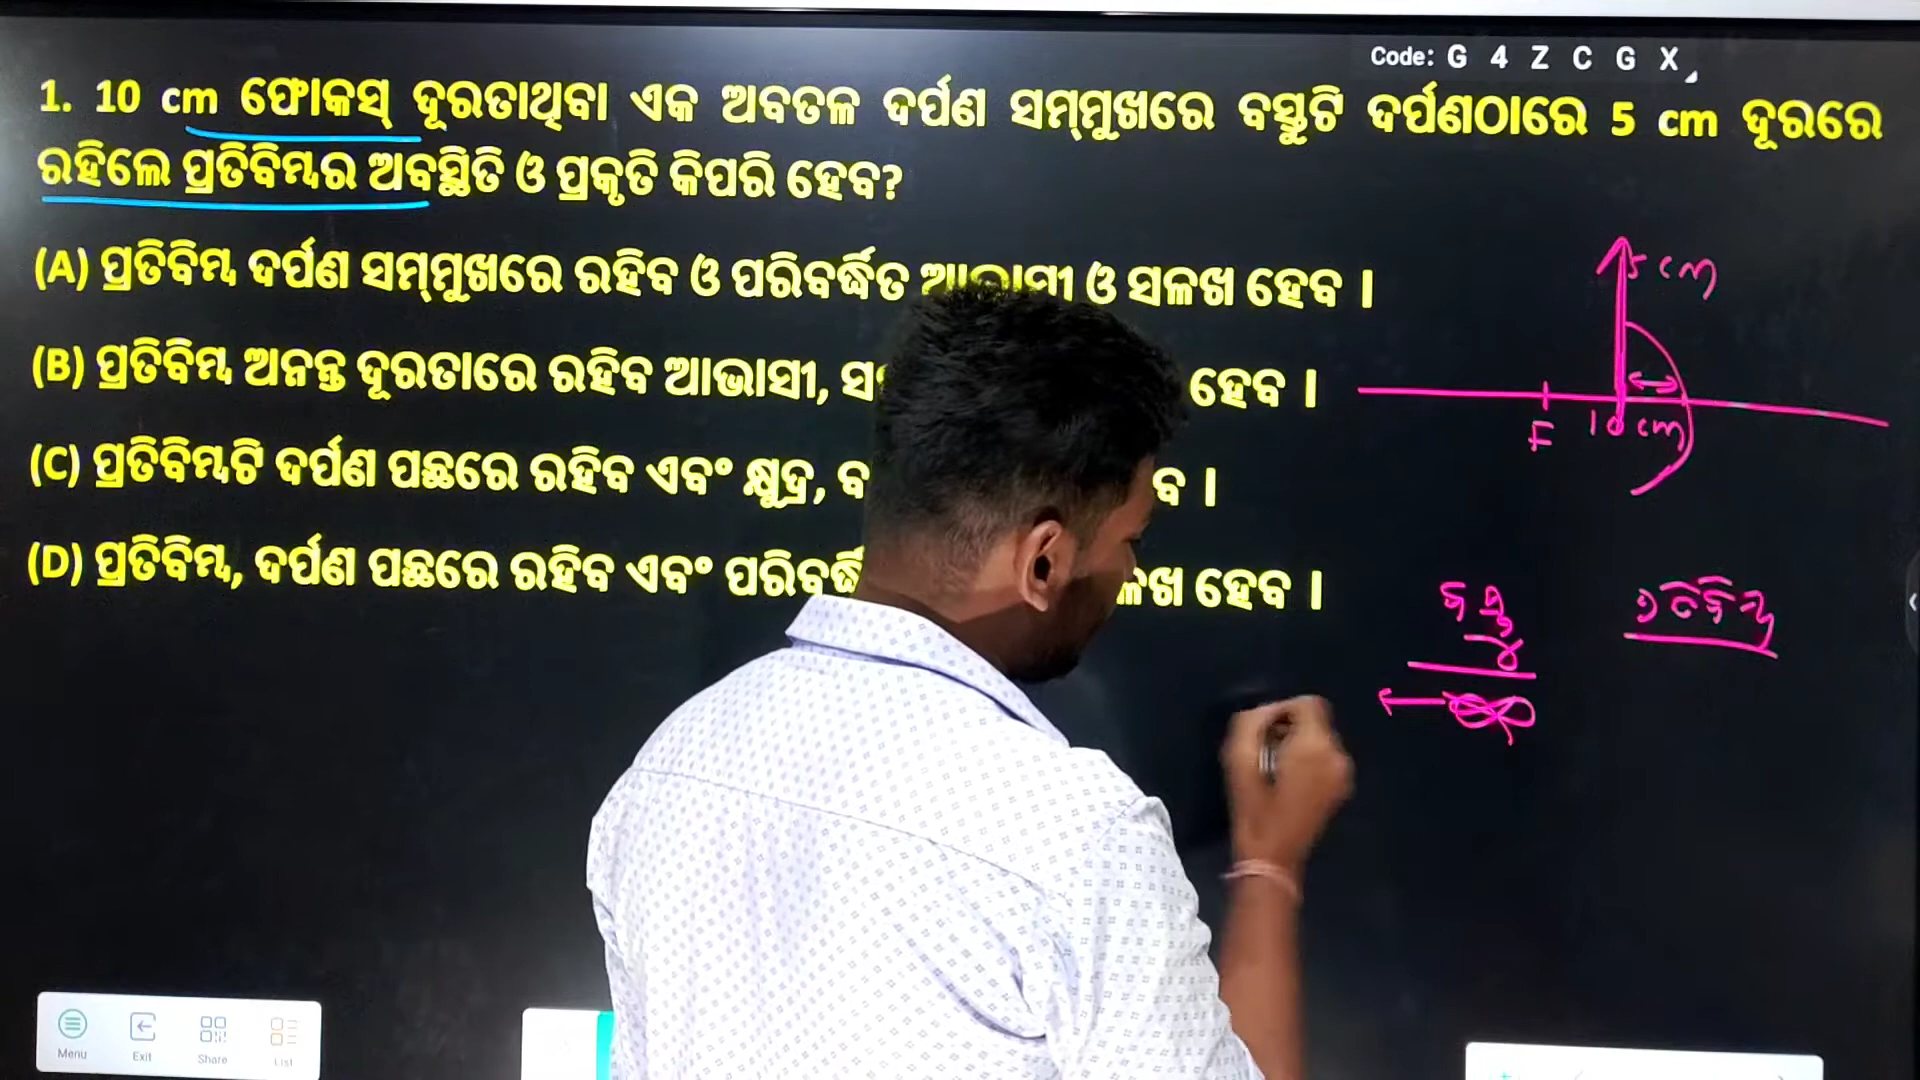 Code: G 4 Z C G X
1. 10 cm ଫୋକସ୍ ଦୂରତାଥିବା ଏକ ଅବତଳ ଦର୍ପଣ ସମ୍ମୁଖରେ ବସ୍ତୁଟି ଦର୍ପଣଠାରେ 5 cm ଦୂରରେ
ରହିଲେ ପ୍ରତିବିମ୍ବର ଅବସ୍ଥିତି ଓ ପ୍ରକୃତି କିପରି ହେବ?
(A) ପ୍ରତିବିମ୍ବ ଦର୍ପଣ ସମ୍ମୁଖରେ ରହିବ ଓ ପରିବର୍ଦ୍ଧିତ ଆଭାସୀ ଓ ସଳଖ ହେବ ।
(B) ପ୍ରତିବିମ୍ବ ଅନନ୍ତ ଦୂରତାରେ ରହିବ ଆଭାସୀ, ହେବ ।
(C) ପ୍ରତିବିମ୍ବଟି ଦର୍ପଣ ପଛରେ ରହିବ ଏବଂ କ୍ଷୁଦ୍ର, ।
(D) ପ୍ରତିବିମ୍ବ, ଦର୍ପଣ ପଛରେ ରହିବ ଏବଂ ହେବ ।
5 cm
F 10 cm
ବସ୍ତୁ
Menu Exit Share List